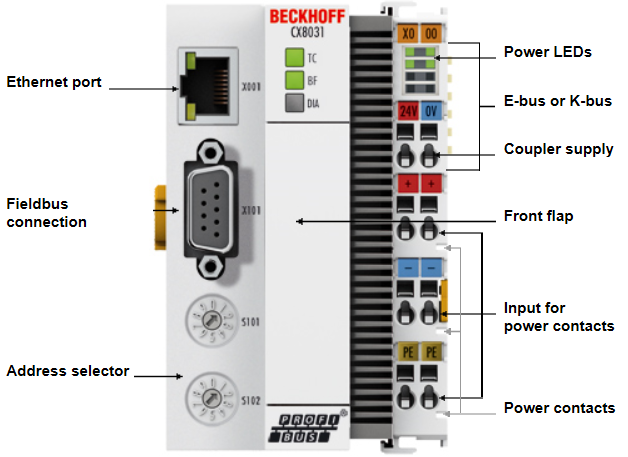 BECKHOFF
CX8031
X0 00
TC
BF
DIA
X001
24V 0V
+ +
X101
− −
S101
PE PE
S102
PROFI
BUS
®
Ethernet port
Fieldbus
connection
Address selector
Power LEDs
E-bus or K-bus
Coupler supply
Front flap
Input for
power contacts
Power contacts